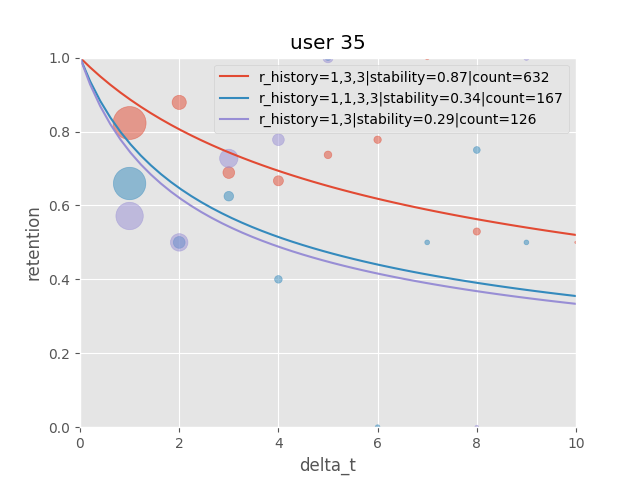 user 35
r_history=1,3,3|stability=0.87|count=632
r_history=1,1,3,3|stability=0.34|count=167
r_history=1,3|stability=0.29|count=126
1.0
0.8
0.6
0.4
0.2
0.0
retention
0 2 4 6 8 10
delta_t